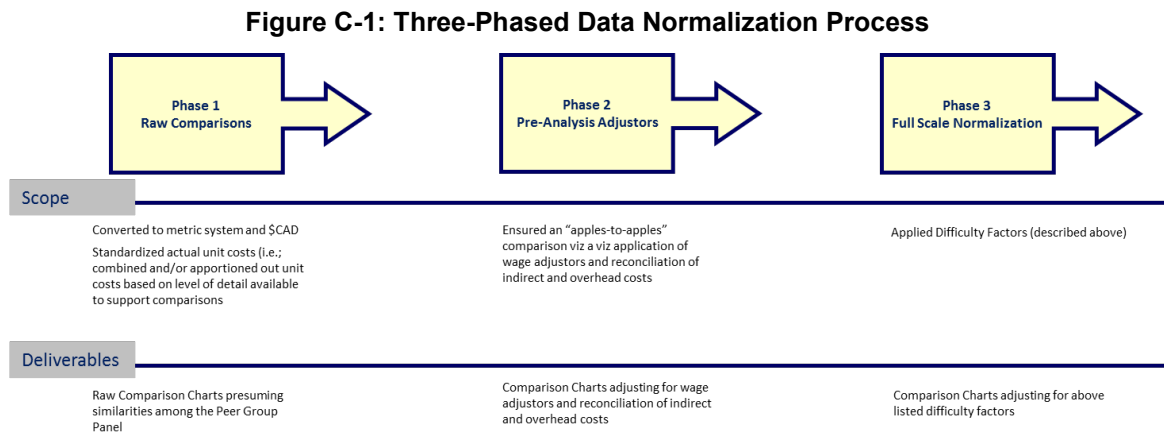 Figure C-1: Three-Phased Data Normalization Process
Phase 1
Raw Comparisons
Phase 2
Pre-Analysis Adjustors
Phase 3
Full Scale Normalization
Scope
Converted to metric system and $CAD
Standardized actual unit costs (i.e.;
combined and/or apportioned out unit
costs based on level of detail available
to support comparisons
Ensured an “apples-to-apples”
comparison viz a viz application of
wage adjustors and reconciliation of
indirect and overhead costs
Applied Difficulty Factors (described above)
Deliverables
Raw Comparison Charts presuming
similarities among the Peer Group
Panel
Comparison Charts adjusting for wage
adjustors and reconciliation of indirect
and overhead costs
Comparison Charts adjusting for above
listed difficulty factors